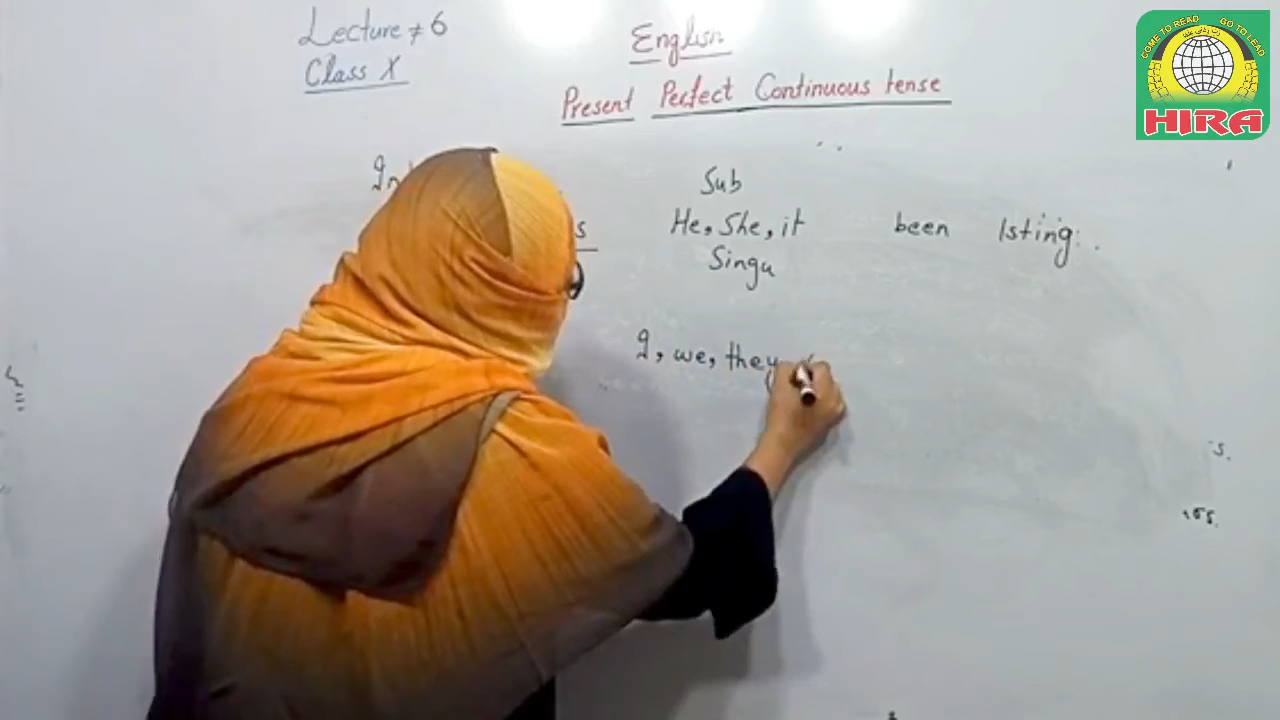 Lecture # 6
Class X
English
Present Perfect Continuous tense
Sub
s He, She, it been 1sting
Singu
I, we, they
COME TO READ GO TO LEAD
HIRA